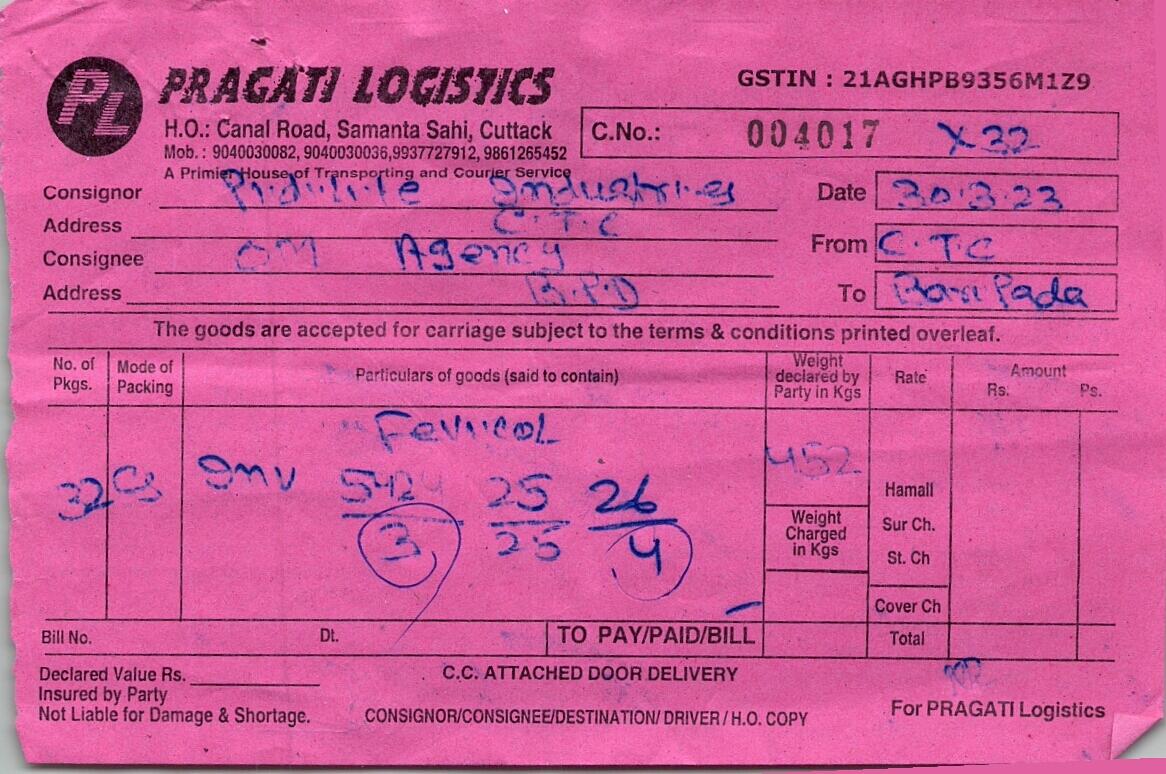 PL PRAGATI LOGISTICS GSTIN : 21AGHPB9356M1Z9
H.O.: Canal Road, Samanta Sahi, Cuttack
C.No.: 004017 X32
Mob. : 9040030082, 9040030036,9937727912, 9861265452
A Primier House of Transporting and Courier Service
Consignor Pidilite Industries Date 30.3.23
Address C.T.C
From C.T.C
Consignee OM Agency
Address B.P.D To BariPada
The goods are accepted for carriage subject to the terms & conditions printed overleaf.
No. of Pkgs. Mode of Packing Particulars of goods (said to contain) Weight declared by Party in Kgs Rate Amount Rs. Ps.
Fevicol
32 Cs Inv 5424 25 26 452
3 25 4
Hamali
Weight Charged in Kgs Sur Ch.
St. Ch
Cover Ch
Bill No. Dt. TO PAY/PAID/BILL Total
Declared Value Rs. C.C. ATTACHED DOOR DELIVERY
Insured by Party
Not Liable for Damage & Shortage. CONSIGNOR/CONSIGNEE/DESTINATION/ DRIVER / H.O. COPY For PRAGATI Logistics